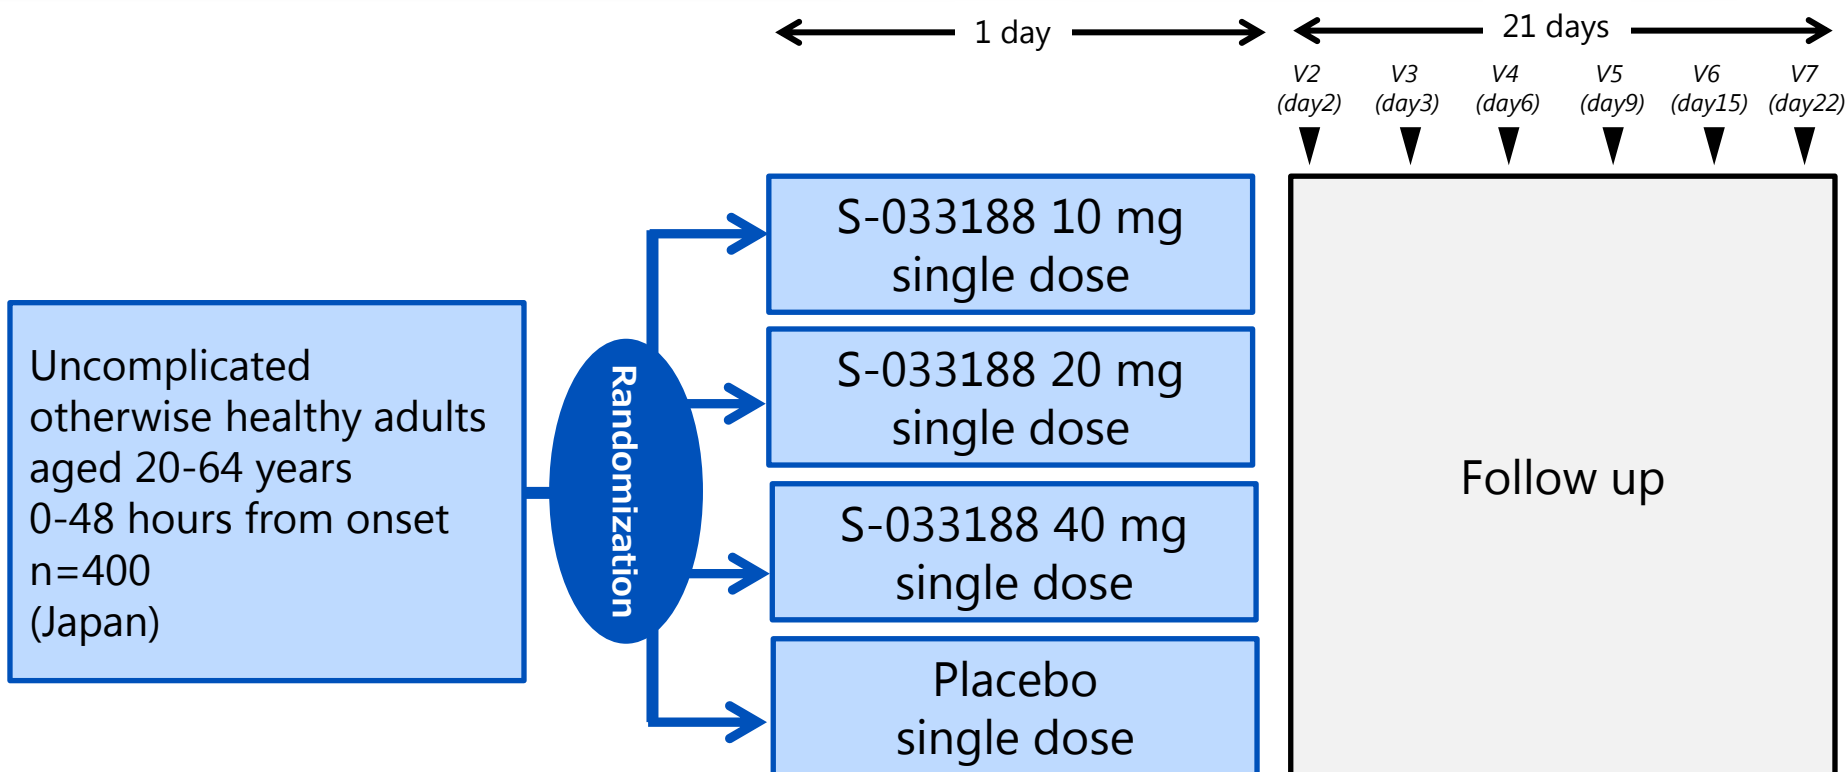 1 day
21 days
V2
(day2)
V3
(day3)
V4
(day6)
V5
(day9)
V6
(day15)
V7
(day22)
Uncomplicated
otherwise healthy adults
aged 20-64 years
0-48 hours from onset
n=400
(Japan)
Randomization
S-033188 10 mg
single dose
S-033188 20 mg
single dose
S-033188 40 mg
single dose
Placebo
single dose
Follow up